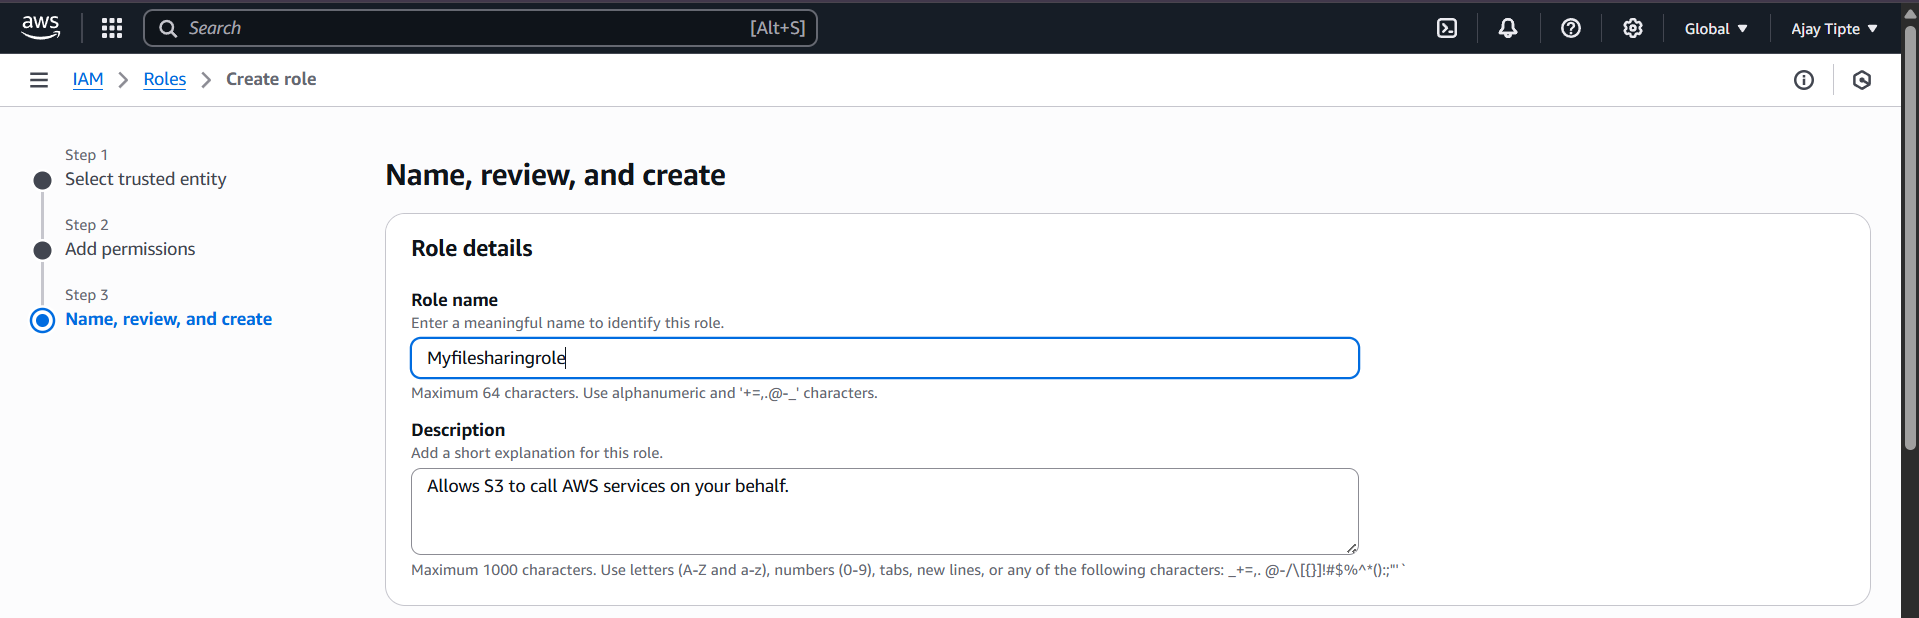 aws
Search [Alt+S]
Global Ajay Tipte
IAM Roles Create role
Step 1
Select trusted entity
Step 2
Add permissions
Step 3
Name, review, and create
Name, review, and create
Role details
Role name
Enter a meaningful name to identify this role.
Myfilesharingrole
Maximum 64 characters. Use alphanumeric and '+=,.@-_' characters.
Description
Add a short explanation for this role.
Allows S3 to call AWS services on your behalf.
Maximum 1000 characters. Use letters (A-Z and a-z), numbers (0-9), tabs, new lines, or any of the following characters: _+=,. @-/\[{}]!#$%^*();:"'`